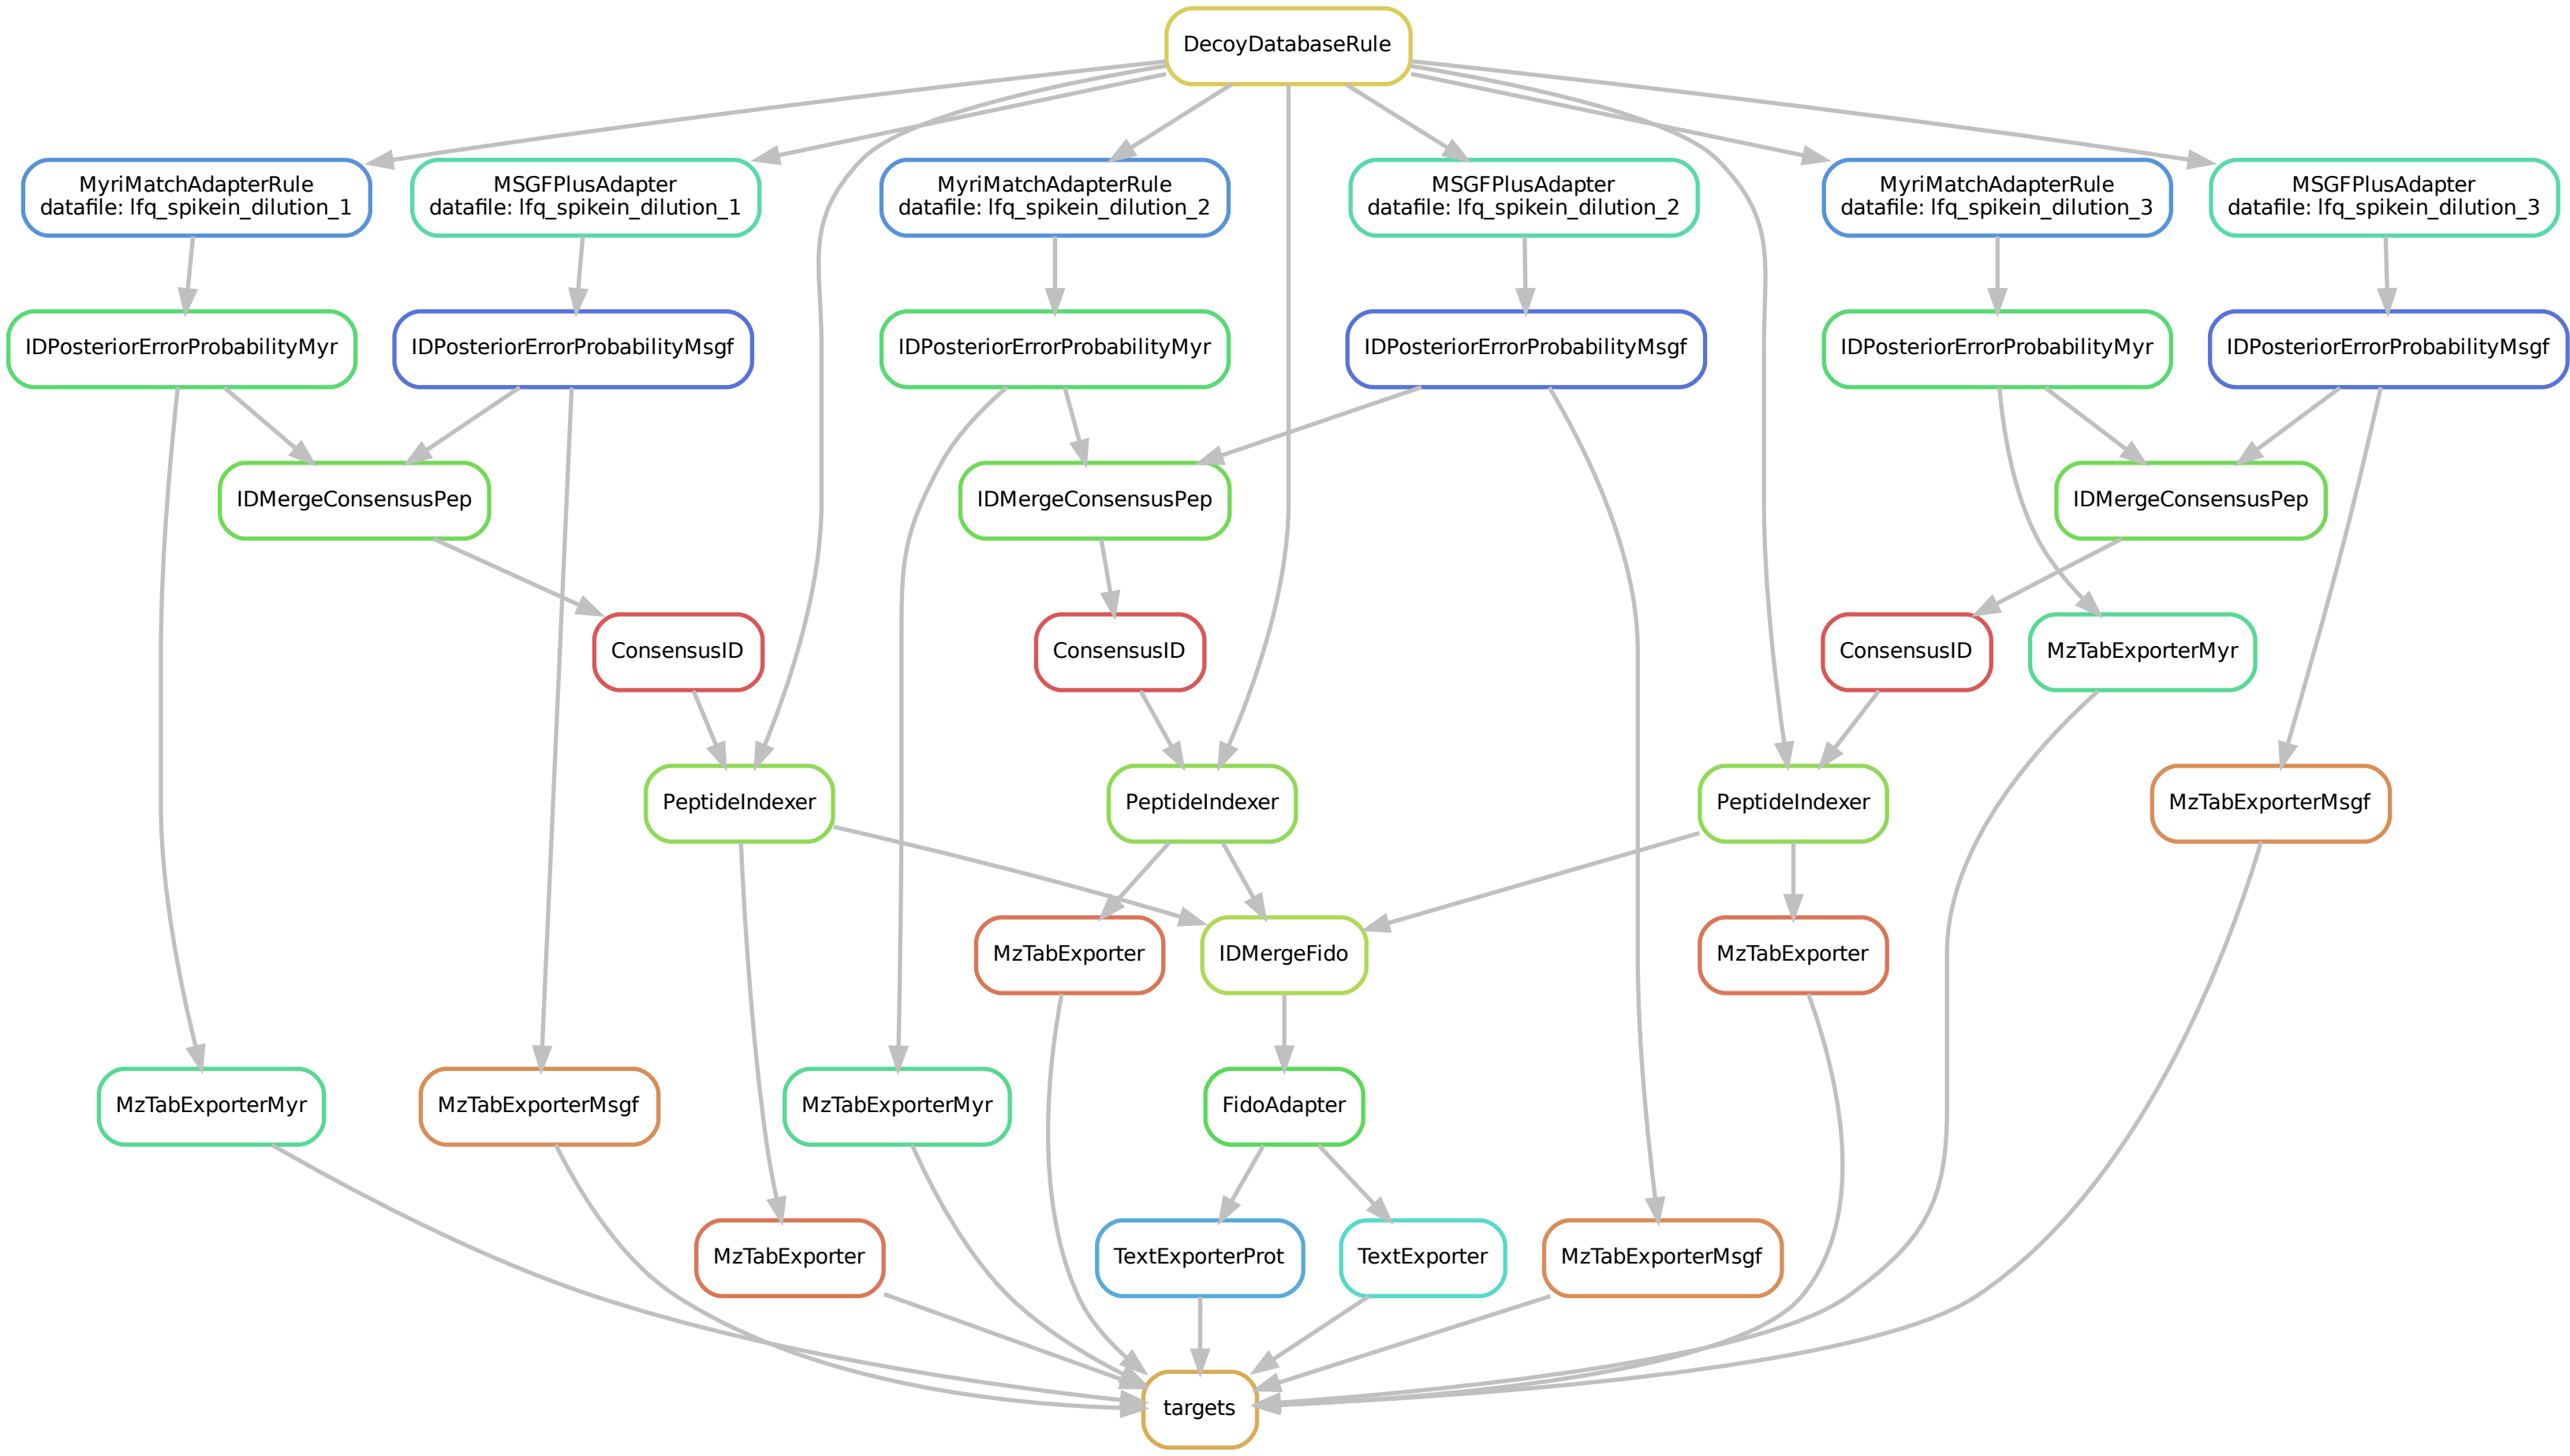 DecoyDatabaseRule
MyriMatchAdapterRule
datafile: lfq_spikein_dilution_1
MSGFPlusAdapter
datafile: lfq_spikein_dilution_1
MyriMatchAdapterRule
datafile: lfq_spikein_dilution_2
MSGFPlusAdapter
datafile: lfq_spikein_dilution_2
MyriMatchAdapterRule
datafile: lfq_spikein_dilution_3
MSGFPlusAdapter
datafile: lfq_spikein_dilution_3
IDPosteriorErrorProbabilityMyr
IDPosteriorErrorProbabilityMsgf
IDPosteriorErrorProbabilityMyr
IDPosteriorErrorProbabilityMsgf
IDPosteriorErrorProbabilityMyr
IDPosteriorErrorProbabilityMsgf
IDMergeConsensusPep
IDMergeConsensusPep
IDMergeConsensusPep
ConsensusID
ConsensusID
ConsensusID
MzTabExporterMyr
PeptideIndexer
PeptideIndexer
PeptideIndexer
MzTabExporterMsgf
MzTabExporter
IDMergeFido
MzTabExporter
MzTabExporterMyr
MzTabExporterMsgf
MzTabExporterMyr
FidoAdapter
MzTabExporter
TextExporterProt
TextExporter
MzTabExporterMsgf
targets